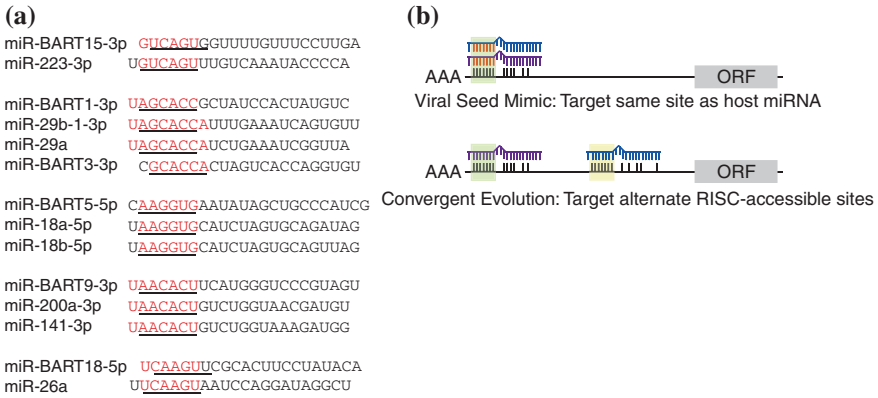 (a)
miR-BART15-3p GUCAGUGGUUUUGUUUCCUUGA
miR-223-3p UGUCAGUUUGUCAAAUACCCCA
miR-BART1-3p UAGCACCGCUAUCCACUAUGUC
miR-29b-1-3p UAGCACCAUUUGAAAUCAGUGUU
miR-29a UAGCACCAUCUGAAAUCGGUUA
miR-BART3-3p CGCACCACUAGUCACCAGGUGU
miR-BART5-5p CAAGGUGAAUAUAGCUGCCCAUCG
miR-18a-5p UAAGGUGCAUCUAGUGCAGAUAG
miR-18b-5p UAAGGUGCAUCUAGUGCAGUUAG
miR-BART9-3p UAACACUUCAUGGGUCCCGUAGU
miR-200a-3p UAACACUGUCUGGUAACGAUGU
miR-141-3p UAACACUGUCUGGUAAAGAUGG
miR-BART18-5p UCAAGUUCGCACUUCCUAUACA
miR-26a UUCAAGUAAUCCAGGAUAGGCU
(b)
AAA ORF
Viral Seed Mimic: Target same site as host miRNA
AAA ORF
Convergent Evolution: Target alternate RISC-accessible sites